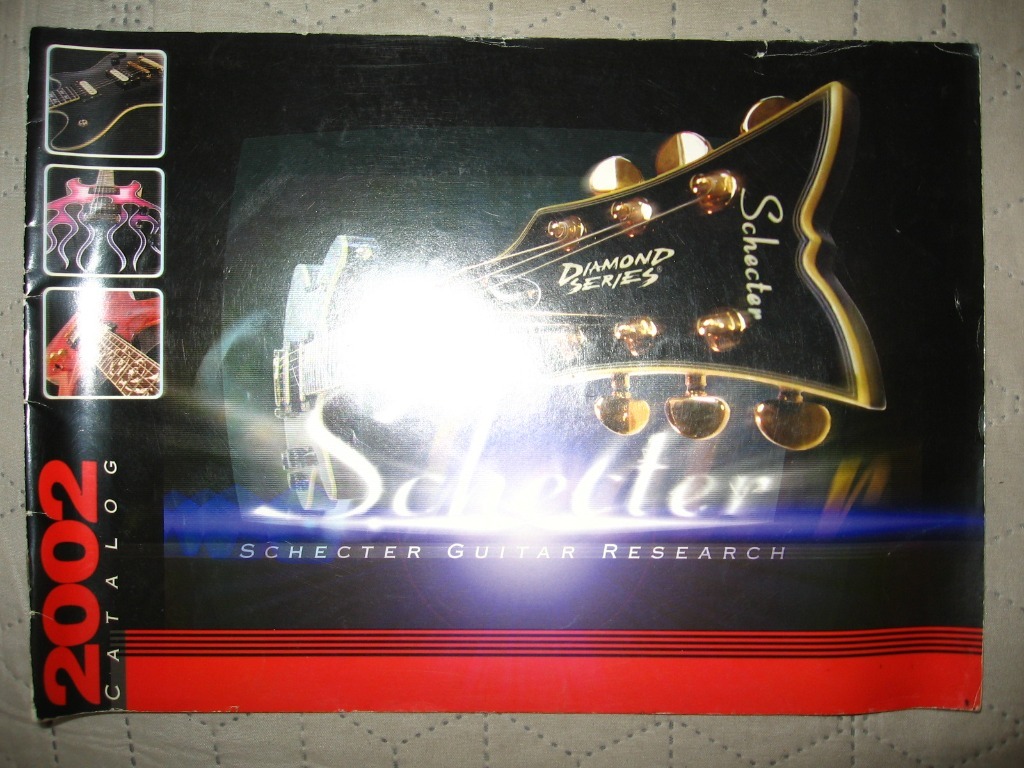 2002
CATALOG
DIAMOND
SERIES®
Schecter
Schecter
SCHECTER GUITAR RESEARCH